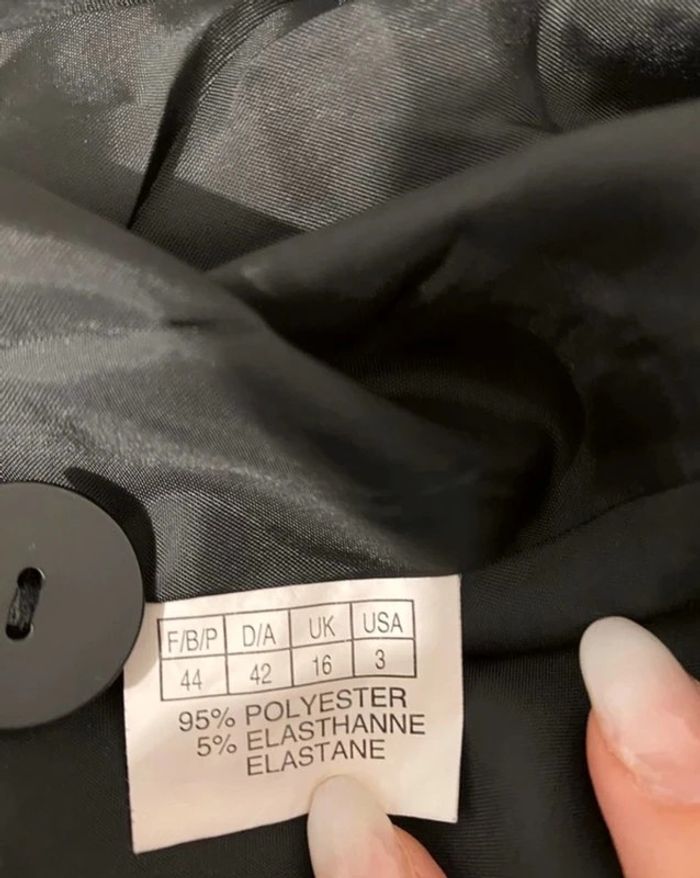 F/B/P D/A UK USA
44 42 16 3
95% POLYESTER
5% ELASTHANNE
ELASTANE